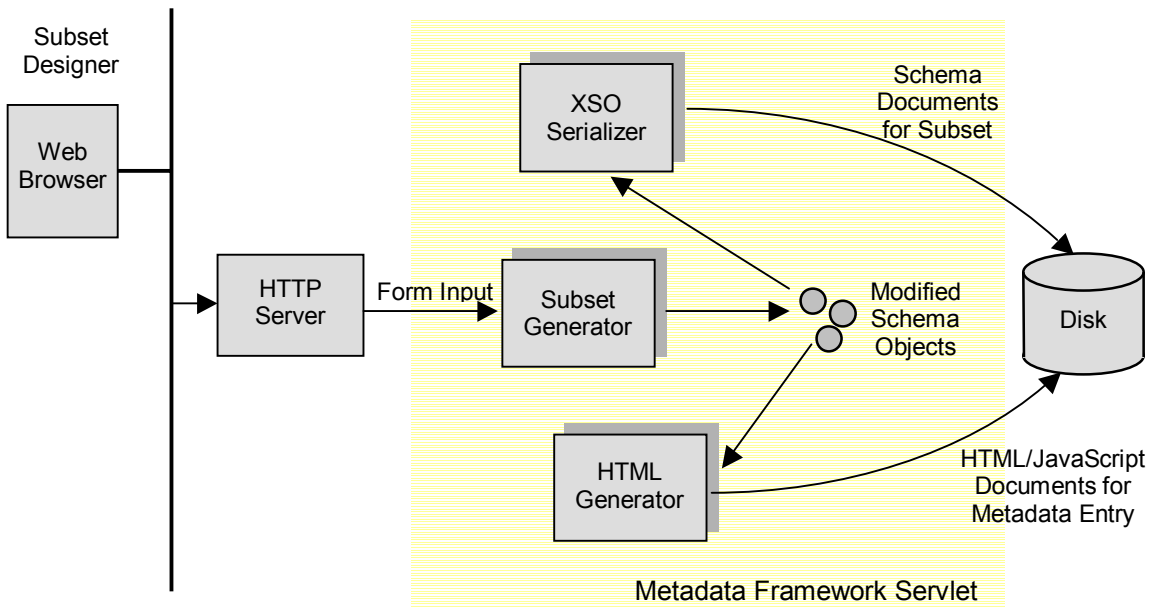 Subset
Designer
Web
Browser
HTTP
Server
Form Input
XSO
Serializer
Subset
Generator
HTML
Generator
Modified
Schema
Objects
Schema
Documents
for Subset
Disk
HTML/JavaScript
Documents for
Metadata Entry
Metadata Framework Servlet